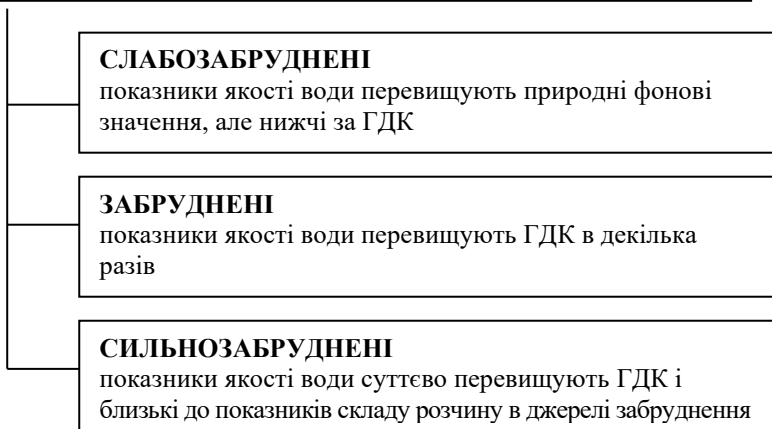 СЛАБОЗАБРУДНЕНІ
показники якості води перевищують природні фонові
значення, але нижчі за ГДК
ЗАБРУДНЕНІ
показники якості води перевищують ГДК в декілька
разів
СИЛЬНОЗАБРУДНЕНІ
показники якості води суттєво перевищують ГДК і
близькі до показників складу розчину в джерелі забруднення